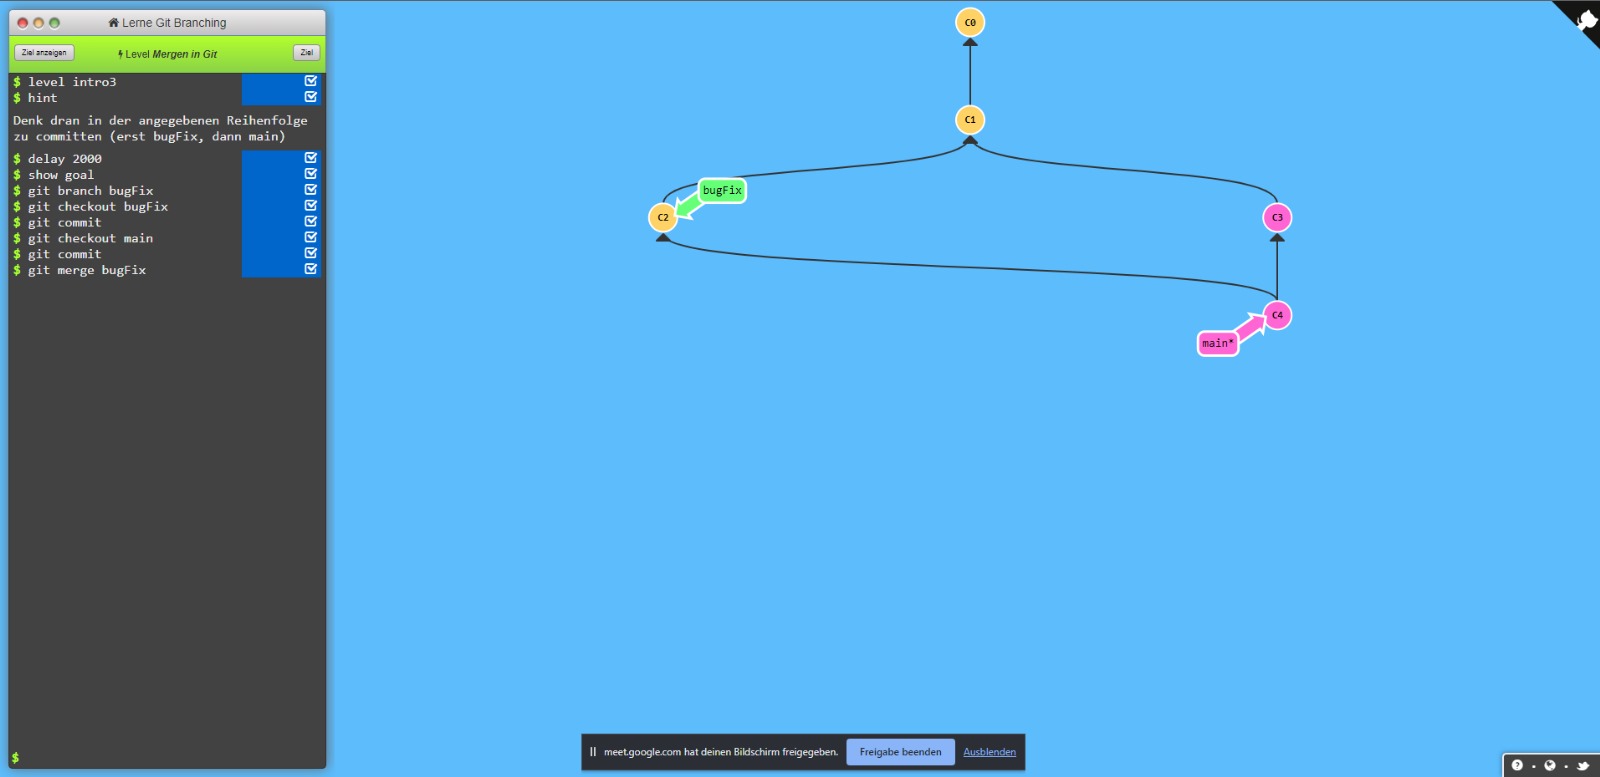 Lerne Git Branching
Ziel anzeigen
Level Mergen in Git
Ziel
$ level intro3
$ hint
Denk dran in der angegebenen Reihenfolge
zu committen (erst bugFix, dann main)
$ delay 2000
$ show goal
$ git branch bugFix
$ git checkout bugFix
$ git commit
$ git checkout main
$ git commit
$ git merge bugFix
$
C0
C1
bugFix
C2
C3
C4
main*
meet.google.com hat deinen Bildschirm freigegeben.
Freigabe beenden
Ausblenden